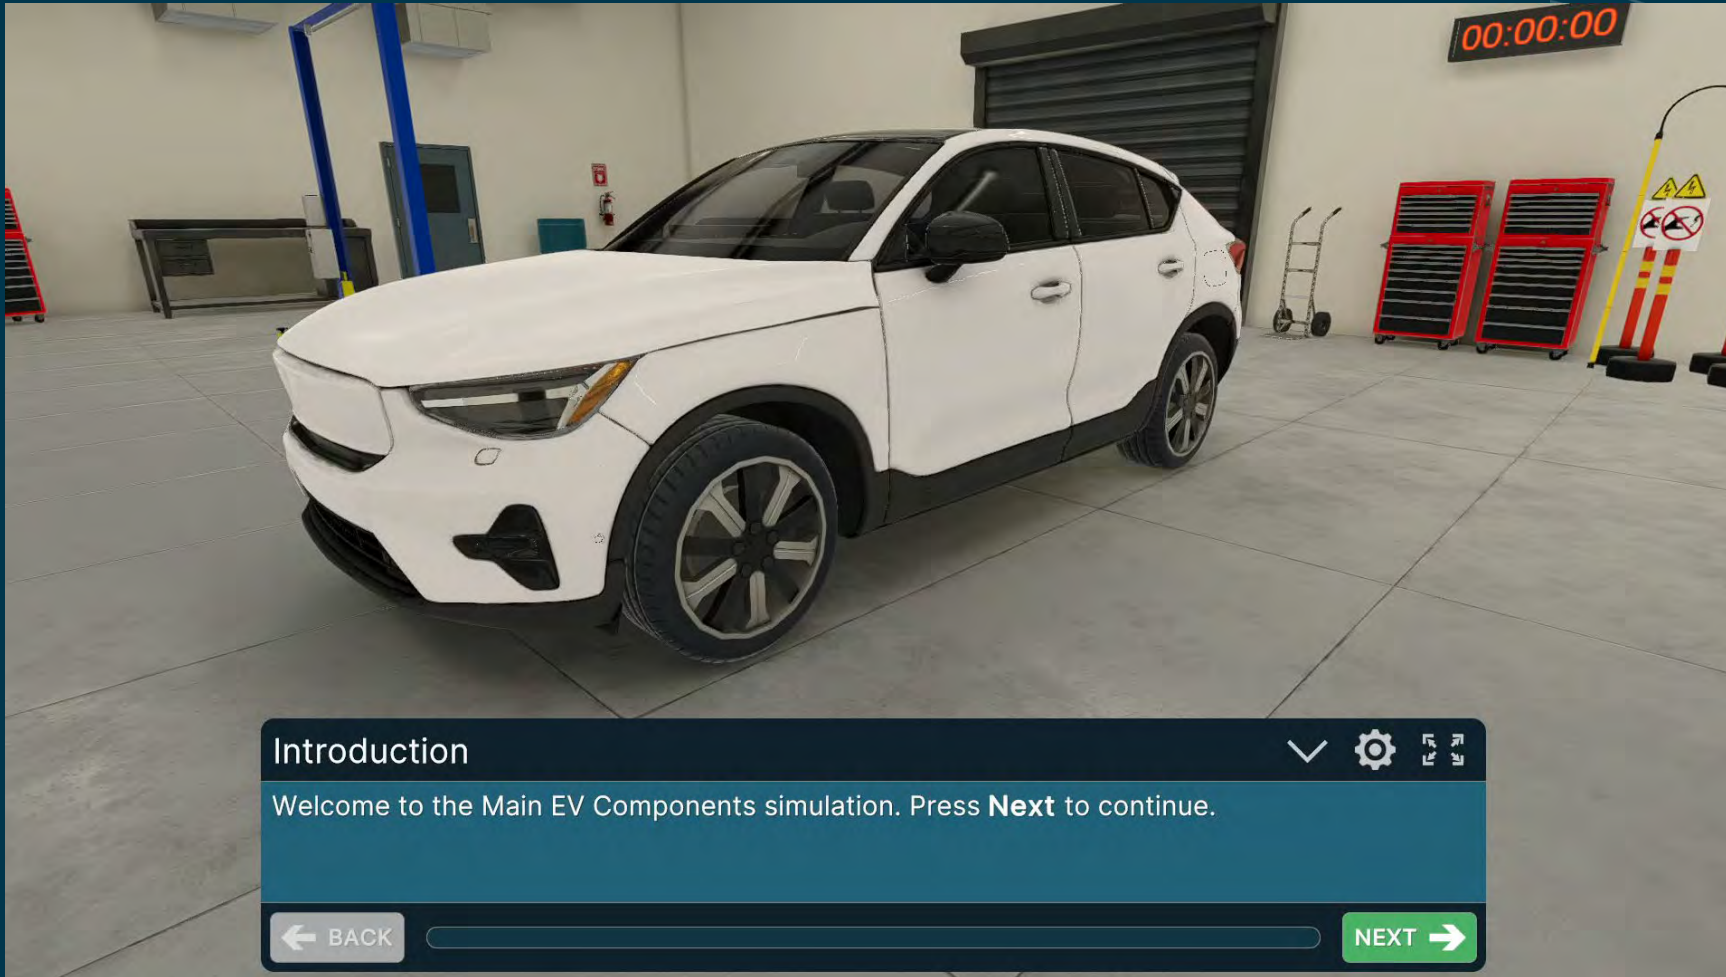 00:00:00
Introduction
Welcome to the Main EV Components simulation. Press Next to continue.
BACK
NEXT